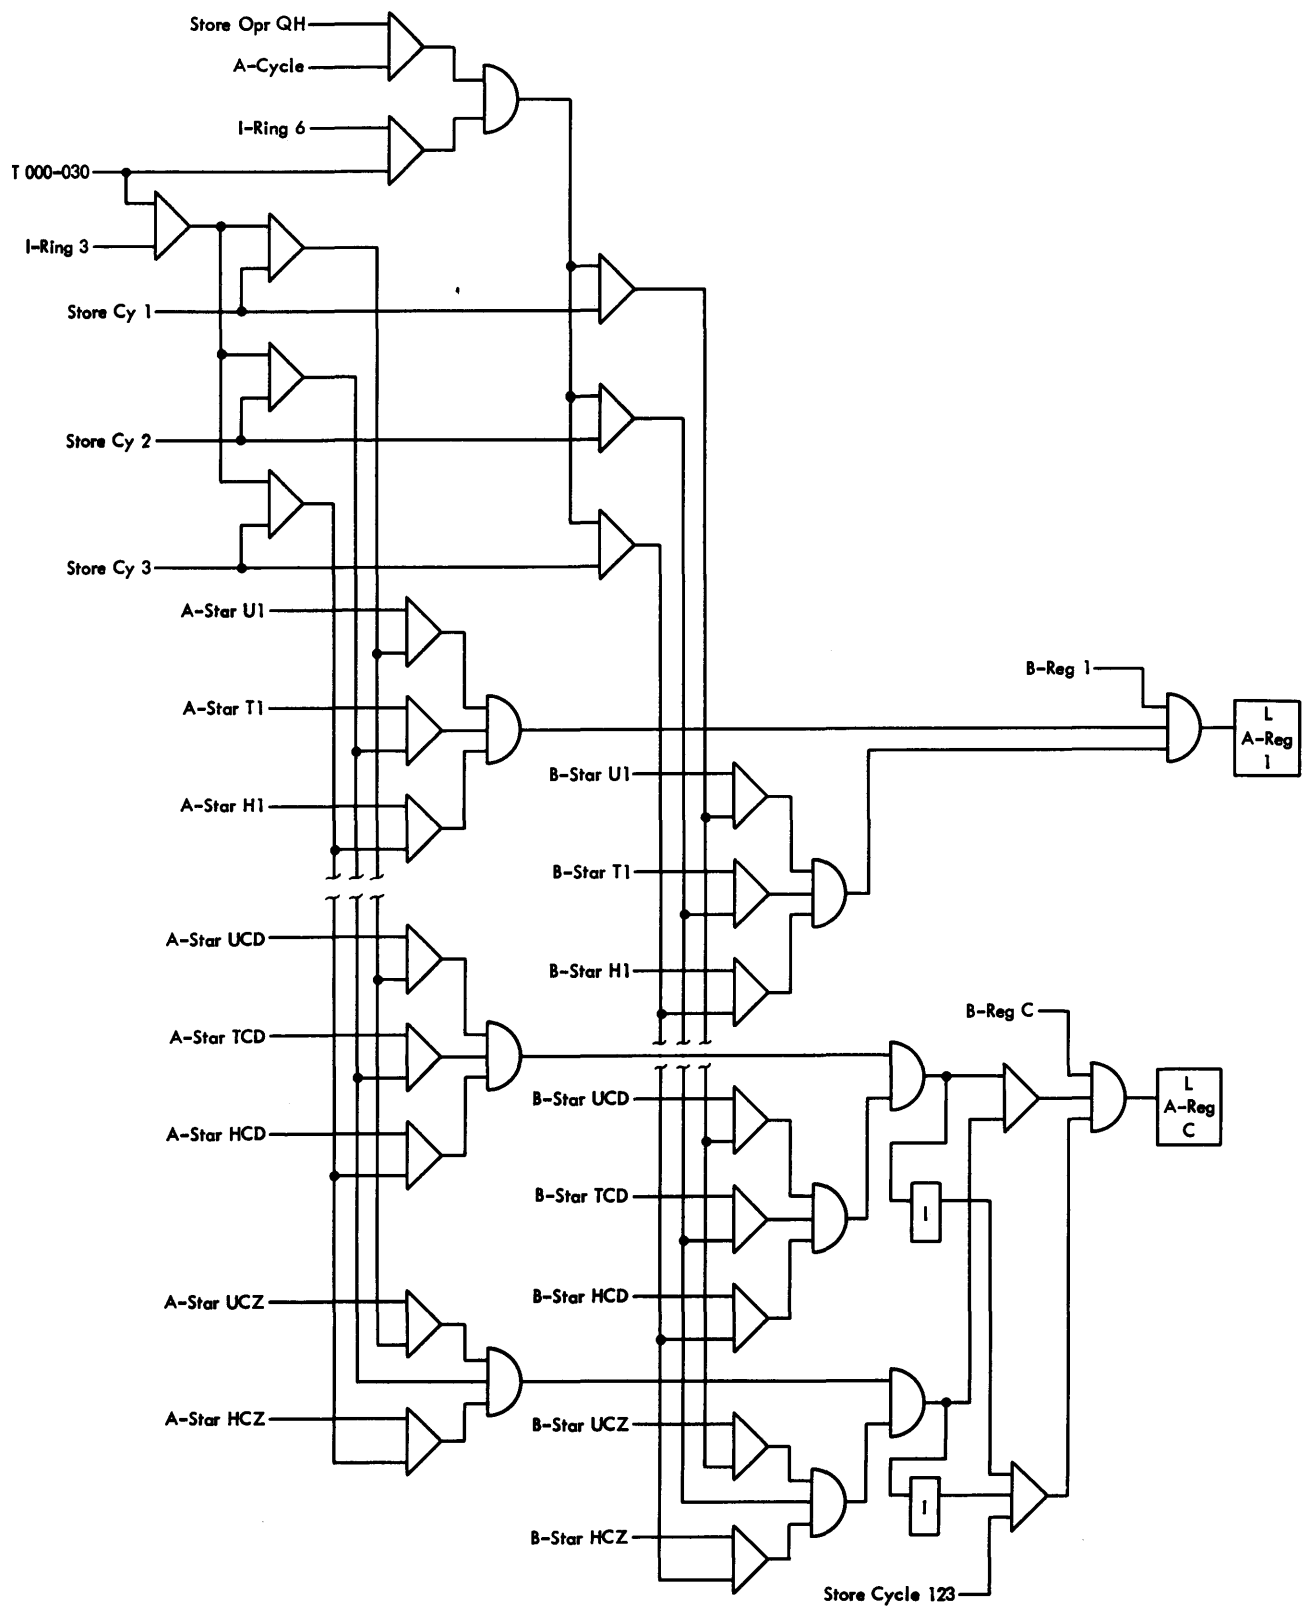 Store Opr QH
A-Cycle
I-Ring 6
T 000-030
I-Ring 3
Store Cy 1
Store Cy 2
Store Cy 3
A-Star U1
B-Reg 1
A-Star T1
L
A-Reg
1
B-Star U1
A-Star H1
B-Star T1
A-Star UCD
B-Star H1
B-Reg C
A-Star TCD
L
A-Reg
C
B-Star UCD
A-Star HCD
B-Star TCD
I
B-Star HCD
A-Star UCZ
A-Star HCZ
B-Star UCZ
I
B-Star HCZ
Store Cycle 123